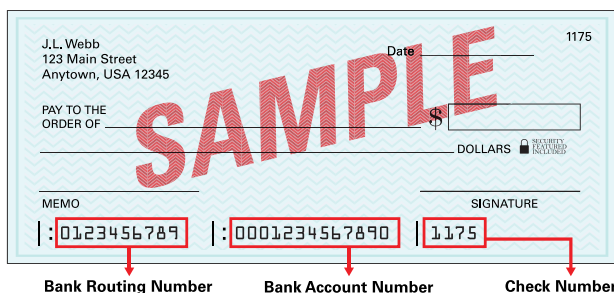 1175
J.L. Webb
123 Main Street
Anytown, USA 12345
Date
SAMPLE
PAY TO THE
ORDER OF
$
DOLLARS
SECURITY
FEATURED
INCLUDED
MEMO
SIGNATURE
|:0123456789 |:0001234567890 |1175
Bank Routing Number Bank Account Number Check Number